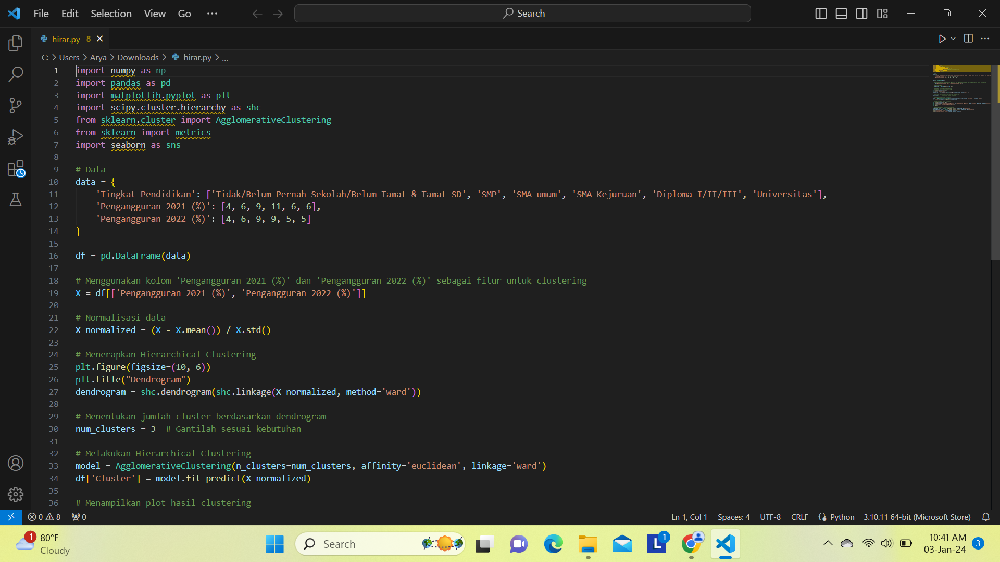 File Edit Selection View Go ··· Search
hirar.py 8
C: > Users > Arya > Downloads > hirar.py > ...
1 import numpy as np
2 import pandas as pd
3 import matplotlib.pyplot as plt
4 import scipy.cluster.hierarchy as shc
5 from sklearn.cluster import AgglomerativeClustering
6 from sklearn import metrics
7 import seaborn as sns
8
9 # Data
10 data = {
11 'Tingkat Pendidikan': ['Tidak/Belum Pernah Sekolah/Belum Tamat & Tamat SD', 'SMP', 'SMA umum', 'SMA Kejuruan', 'Diploma I/II/III', 'Universitas'],
12 'Pengangguran 2021 (%)': [4, 6, 9, 11, 6, 6],
13 'Pengangguran 2022 (%)': [4, 6, 9, 9, 5, 5]
14 }
15
16 df = pd.DataFrame(data)
17
18 # Menggunakan kolom 'Pengangguran 2021 (%)' dan 'Pengangguran 2022 (%)' sebagai fitur untuk clustering
19 X = df[['Pengangguran 2021 (%)', 'Pengangguran 2022 (%)']]
20
21 # Normalisasi data
22 X_normalized = (X - X.mean()) / X.std()
23
24 # Menerapkan Hierarchical Clustering
25 plt.figure(figsize=(10, 6))
26 plt.title("Dendrogram")
27 dendrogram = shc.dendrogram(shc.linkage(X_normalized, method='ward'))
28
29 # Menentukan jumlah cluster berdasarkan dendrogram
30 num_clusters = 3  # Gantilah sesuai kebutuhan
31
32 # Melakukan Hierarchical Clustering
33 model = AgglomerativeClustering(n_clusters=num_clusters, affinity='euclidean', linkage='ward')
34 df['Cluster'] = model.fit_predict(X_normalized)
35
36 # Menampilkan plot hasil clustering
0 8 0 Ln 1, Col 1 Spaces: 4 UTF-8 CRLF Python 3.10.11 64-bit (Microsoft Store)
1 80°F
Cloudy
Search
L 1
10:41 AM
03-Jan-24
3